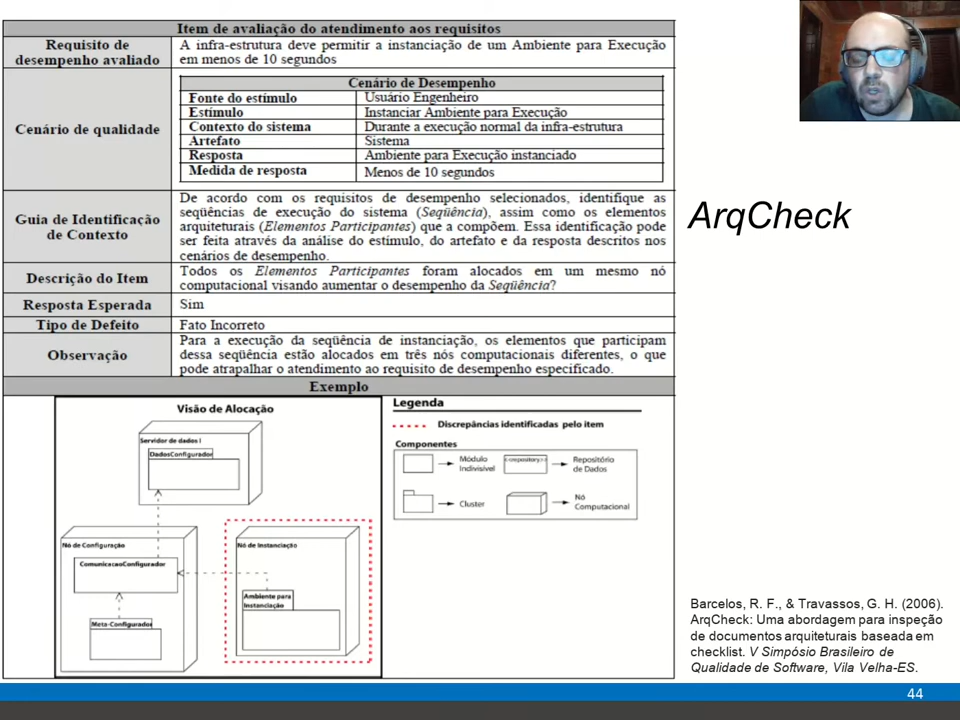 Item de avaliação do atendimento aos requisitos
Requisito de
desempenho avaliado
A infra-estrutura deve permitir a instanciação de um Ambiente para Execução
em menos de 10 segundos
Cenário de qualidade
Cenário de Desempenho
Fonte do estímulo
Usuário Engenheiro
Estímulo
Instanciar Ambiente para Execução
Contexto do sistema
Durante a execução normal da infra-estrutura
Artefato
Sistema
Resposta
Ambiente para Execução instanciado
Medida de resposta
Menos de 10 segundos
Guia de Identificação
de Contexto
De acordo com os requisitos de desempenho selecionados, identifique as
seqüências de execução do sistema (Seqüência), assim como os elementos
arquiteturais (Elementos Participantes) que a compõem. Essa identificação pode
ser feita através da análise do estímulo, do artefato e da resposta descritos nos
cenários de desempenho.
Descrição do Item
Todos os Elementos Participantes foram alocados em um mesmo nó
computacional visando aumentar o desempenho da Seqüência?
Resposta Esperada
Sim
Tipo de Defeito
Fato Incorreto
Observação
Para a execução da seqüência de instanciação, os elementos que participam
dessa seqüência estão alocados em três nós computacionais diferentes, o que
pode atrapalhar o atendimento ao requisito de desempenho especificado.
Exemplo
Visão de Alocação
Servidor de dados I
DadosConfigurador
Nó de Configuração
ComunicacaoConfigurador
Meta-Configurador
Nó de Instanciação
Ambiente para
Instanciação
Legenda
Discrepâncias identificadas pelo item
Componentes
Módulo
Indivisível
Repositório
de Dados
Cluster
Nó
Computacional
ArqCheck
Barcelos, R. F., & Travassos, G. H. (2006).
ArqCheck: Uma abordagem para inspeção
de documentos arquiteturais baseada em
checklist. V Simpósio Brasileiro de
Qualidade de Software, Vila Velha-ES.
44